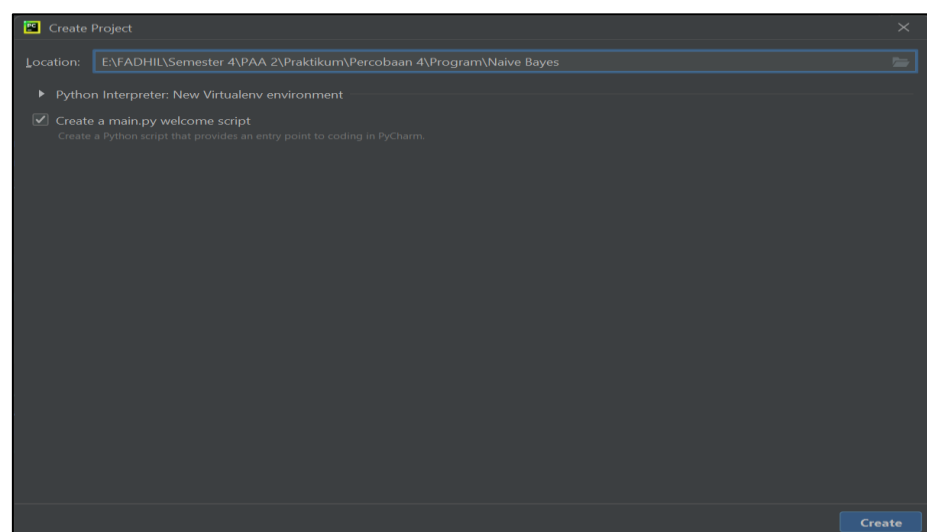 Create Project
Location: E:\FADHIL\Semester 4\PAA 2\Praktikum\Percobaan 4\Program\Naive Bayes
Python Interpreter: New Virtualenv environment
Create a main.py welcome script
Create a Python script that provides an entry point to coding in PyCharm.
Create